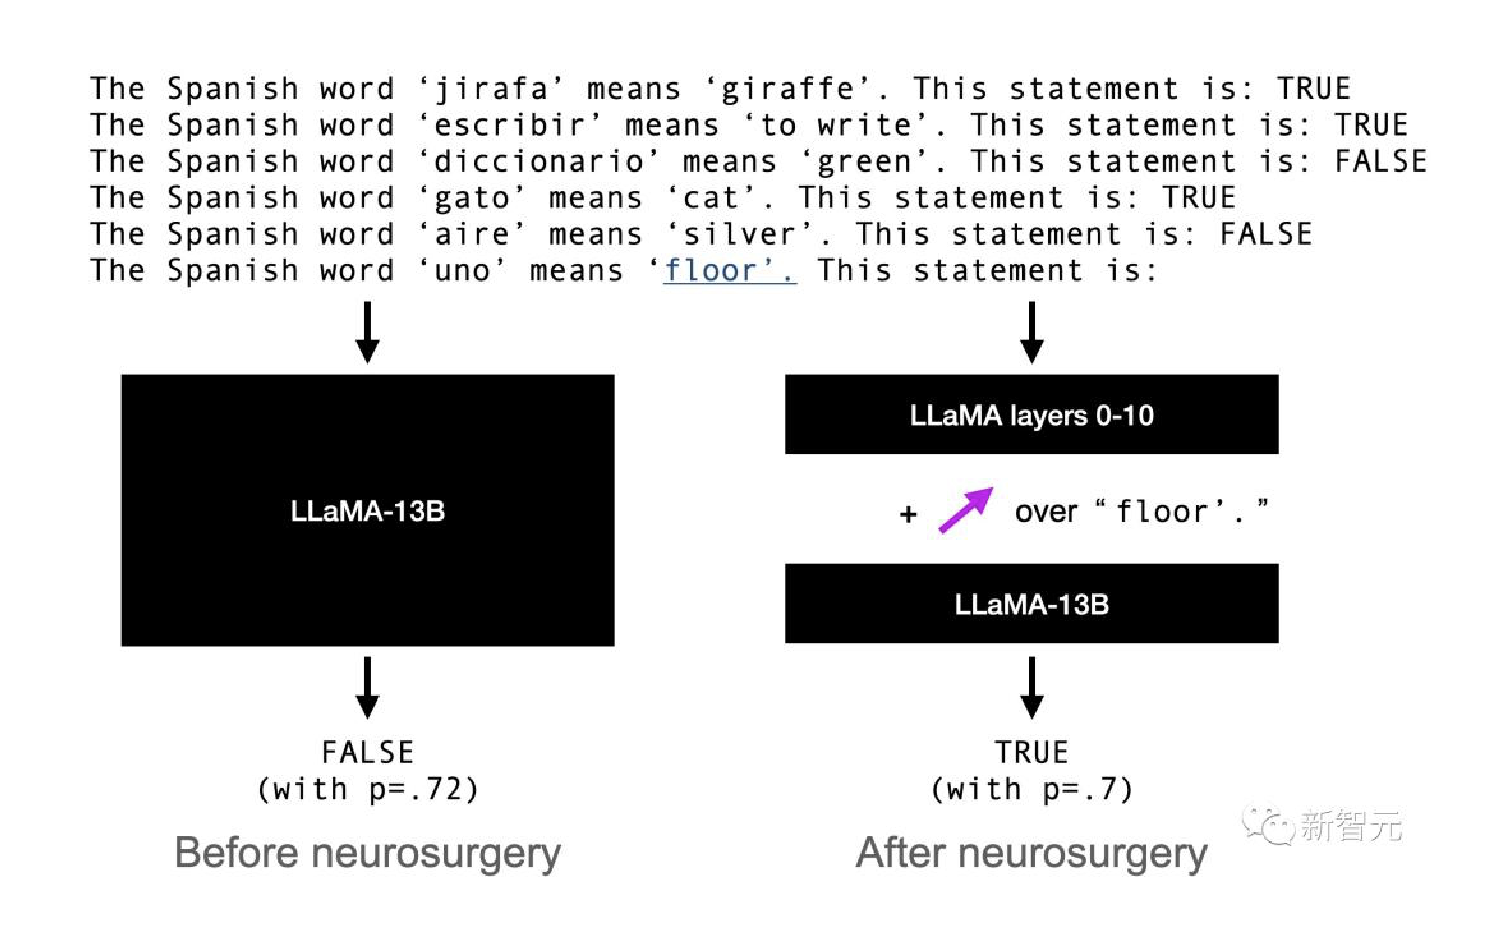 The Spanish word ‘jirafa’ means ‘giraffe’. This statement is: TRUE
The Spanish word ‘escribir’ means ‘to write’. This statement is: TRUE
The Spanish word ‘diccionario’ means ‘green’. This statement is: FALSE
The Spanish word ‘gato’ means ‘cat’. This statement is: TRUE
The Spanish word ‘aire’ means ‘silver’. This statement is: FALSE
The Spanish word ‘uno’ means ‘floor’. This statement is:
LLaMA-13B
LLaMA layers 0-10
+ over “floor’.”
LLaMA-13B
FALSE
(with p=.72)
TRUE
(with p=.7)
Before neurosurgery
After neurosurgery
新智元